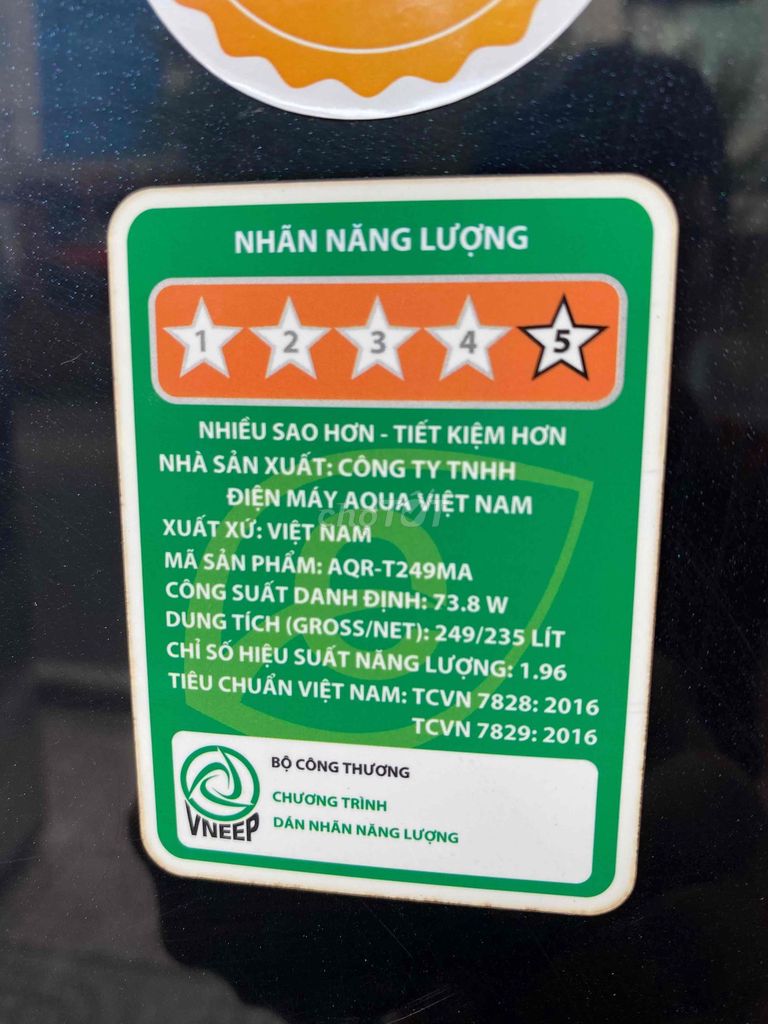 NHÃN NĂNG LƯỢNG
1 2 3 4 5
NHIỀU SAO HƠN - TIẾT KIỆM HƠN
NHÀ SẢN XUẤT: CÔNG TY TNHH
ĐIỆN MÁY AQUA VIỆT NAM
chợTỐT
XUẤT XỨ: VIỆT NAM
MÃ SẢN PHẨM: AQR-T249MA
CÔNG SUẤT DANH ĐỊNH: 73.8 W
DUNG TÍCH (GROSS/NET): 249/235 LÍT
CHỈ SỐ HIỆU SUẤT NĂNG LƯỢNG: 1.96
TIÊU CHUẨN VIỆT NAM: TCVN 7828: 2016
TCVN 7829: 2016
BỘ CÔNG THƯƠNG
CHƯƠNG TRÌNH
DÁN NHÃN NĂNG LƯỢNG
VNEEP